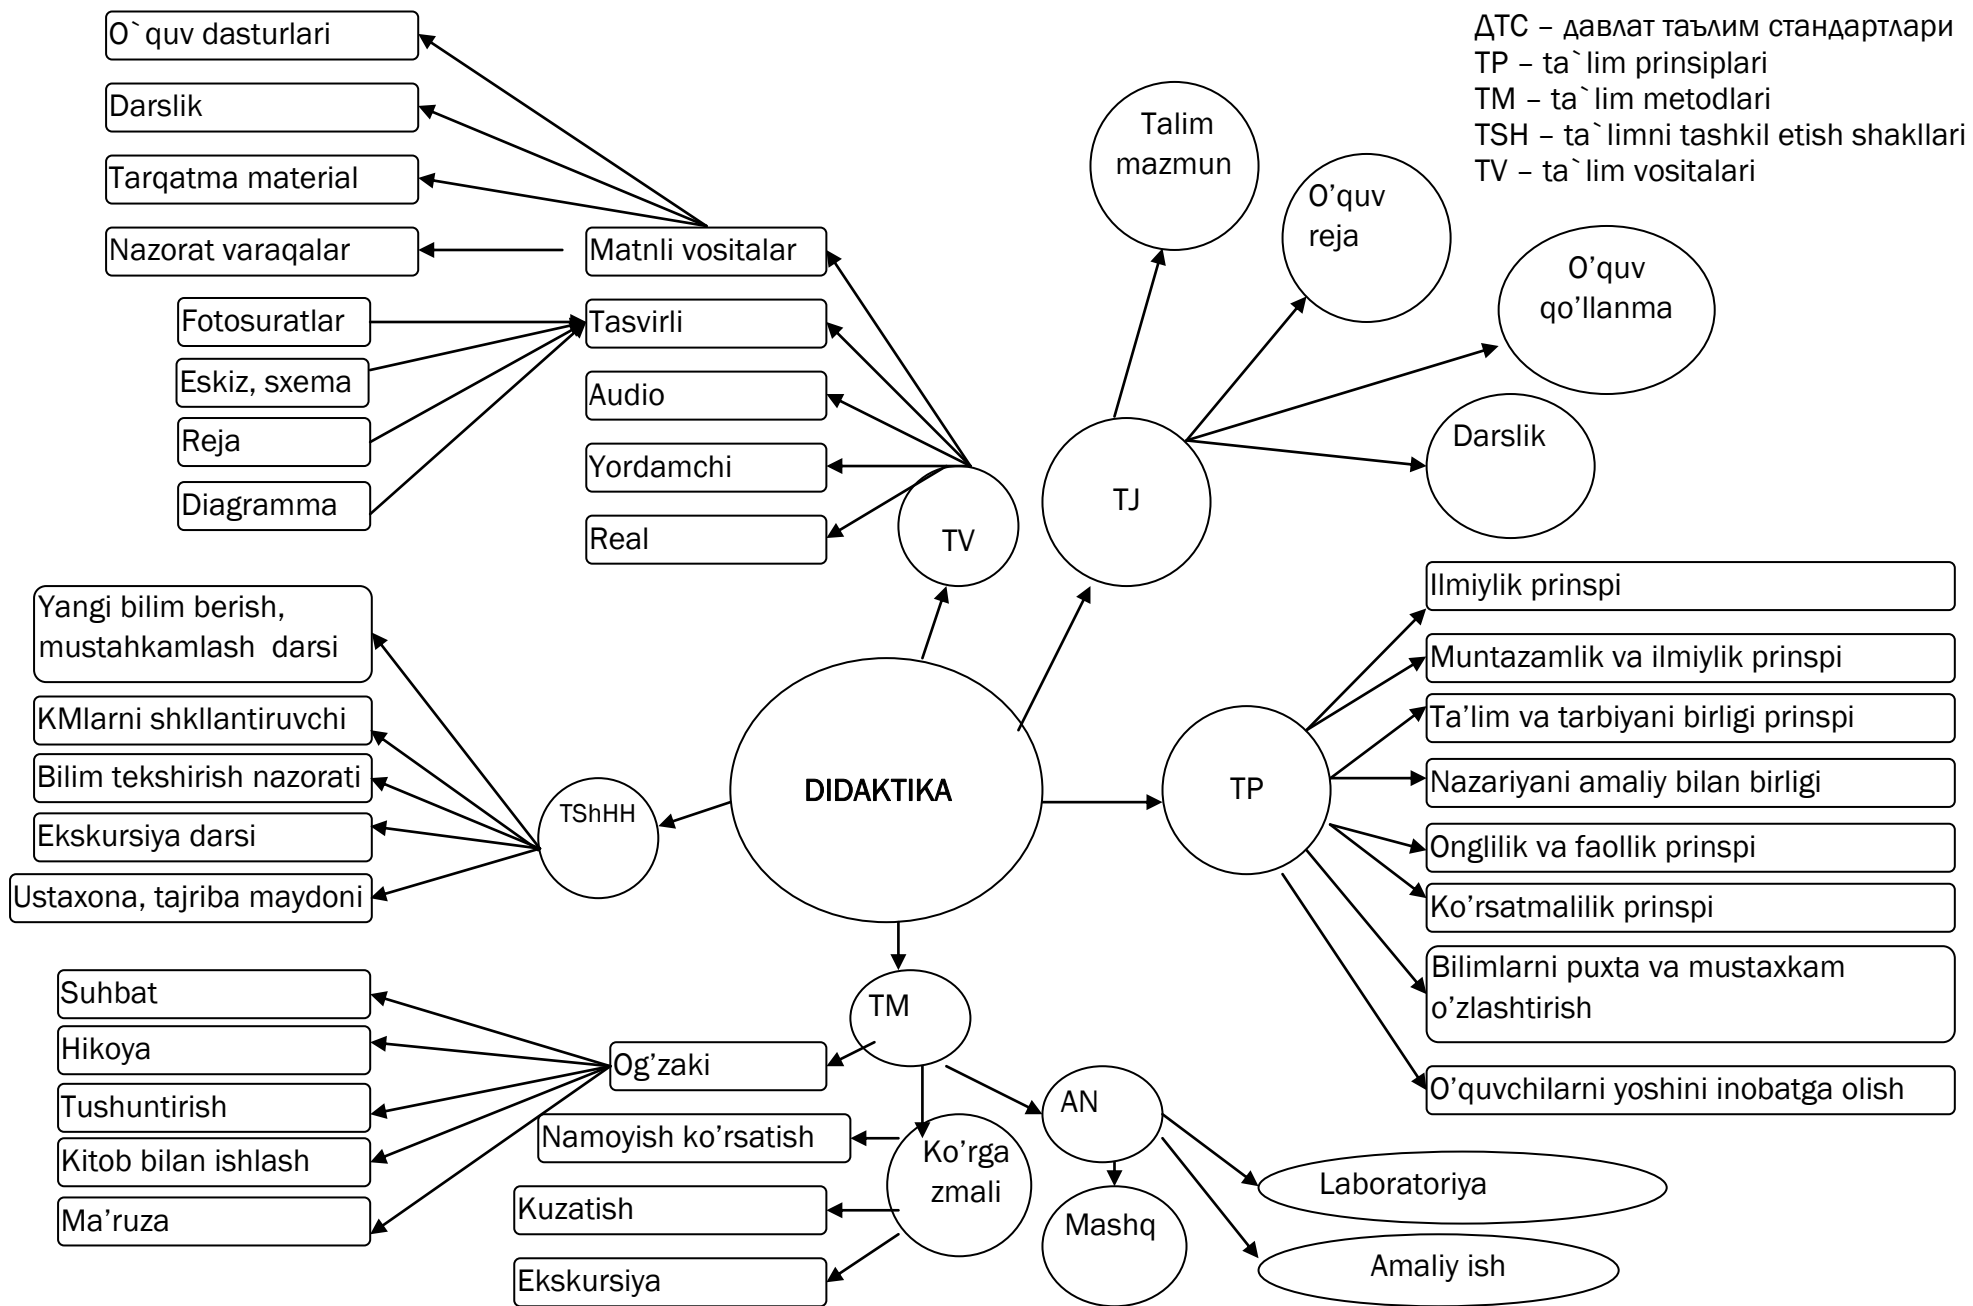 ДТС – давлат таълим стандартлари
TP – ta`lim prinsiplari
TM – ta`lim metodlari
TSH – ta`limni tashkil etish shakllari
TV – ta`lim vositalari
O`quv dasturlari
Darslik
Tarqatma material
Nazorat varaqalar
Matnli vositalar
Fotosuratlar
Eskiz, sxema
Reja
Diagramma
Tasvirli
Audio
Yordamchi
Real
TV
Talim
mazmun
O’quv
reja
O’quv
qo’llanma
Darslik
TJ
Yangi bilim berish,
mustahkamlash darsi
KMlarni shkllantiruvchi
Bilim tekshirish nazorati
Ekskursiya darsi
Ustaxona, tajriba maydoni
TShHH
DIDAKTIKA
TP
Ilmiylik prinspi
Muntazamlik va ilmiylik prinspi
Ta’lim va tarbiyani birligi prinspi
Nazariyani amaliy bilan birligi
Onglilik va faollik prinspi
Ko’rsatmalilik prinspi
Bilimlarni puxta va mustaxkam
o’zlashtirish
O’quvchilarni yoshini inobatga olish
Suhbat
Hikoya
Tushuntirish
Kitob bilan ishlash
Ma’ruza
Og’zaki
TM
Namoyish ko’rsatish
Kuzatish
Ekskursiya
Ko’rga
zmali
AN
Mashq
Laboratoriya
Amaliy ish